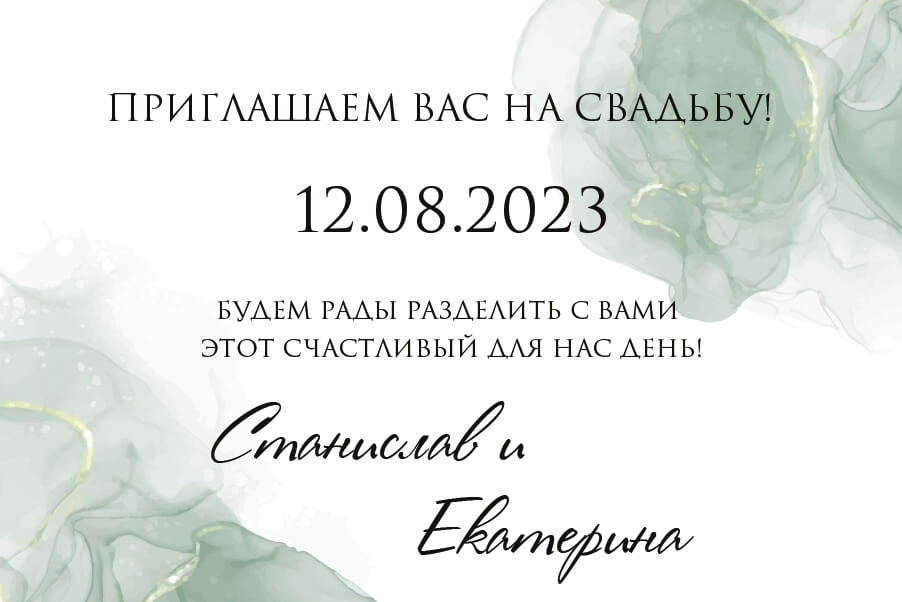 ПРИГЛАШАЕМ ВАС НА СВАДЬБУ!
12.08.2023
БУДЕМ РАДЫ РАЗДЕЛИТЬ С ВАМИ
ЭТОТ СЧАСТЛИВЫЙ ДЛЯ НАС ДЕНЬ!
Станислав и
Екатерина